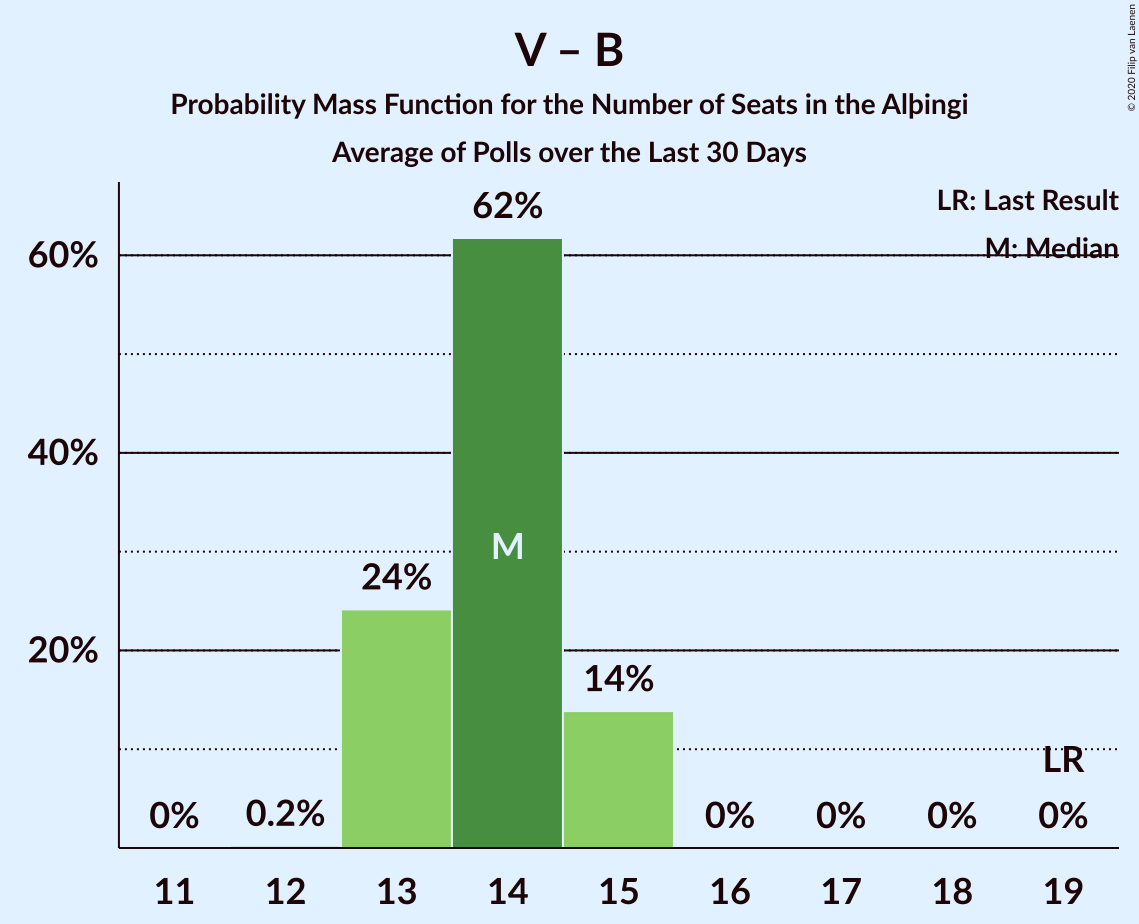 V – B
Probability Mass Function for the Number of Seats in the Alþingi
Average of Polls over the Last 30 Days
© 2020 Filip van Laenen
LR: Last Result
M: Median
60%
40%
20%
62%
M
24%
14%
LR
0%
0.2%
0%
0%
0%
0%
11
12
13
14
15
16
17
18
19